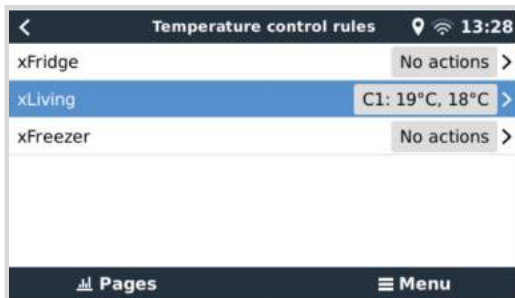 Temperature control rules 13:28
xFridge No actions
xLiving C1: 19°C, 18°C
xFreezer No actions
Pages Menu